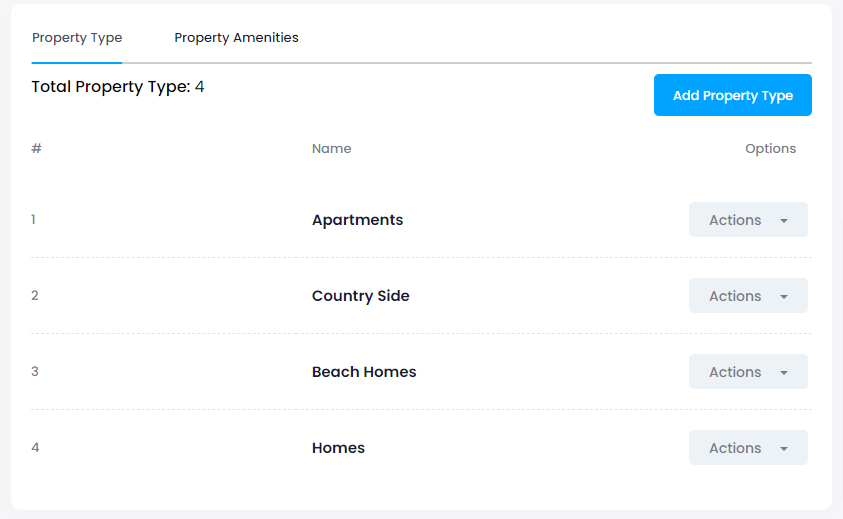 Property Type Property Amenities
Total Property Type: 4
Add Property Type
# Name Options
1 Apartments Actions
2 Country Side Actions
3 Beach Homes Actions
4 Homes Actions